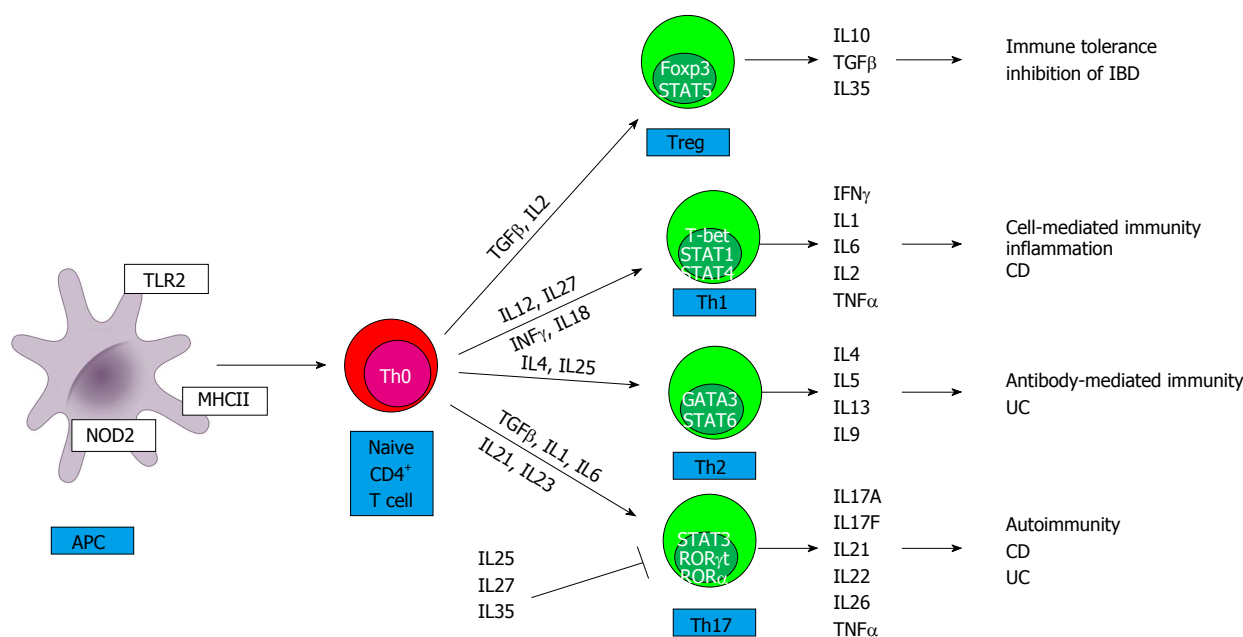 TLR2
MHCII
NOD2
APC
Th0
Naive
CD4⁺
T cell
TGFβ, IL2
IL12, IL27
INFγ, IL18
IL4, IL25
TGFβ, IL1, IL6
IL21, IL23
IL25
IL27
IL35
Foxp3
STAT5
Treg
IL10
TGFβ
IL35
Immune tolerance
inhibition of IBD
T-bet
STAT1
STAT4
Th1
IFNγ
IL1
IL6
IL2
TNFα
Cell-mediated immunity
inflammation
CD
GATA3
STAT6
Th2
IL4
IL5
IL13
IL9
Antibody-mediated immunity
UC
STAT3
RORγt
RORα
Th17
IL17A
IL17F
IL21
IL22
IL26
TNFα
Autoimmunity
CD
UC